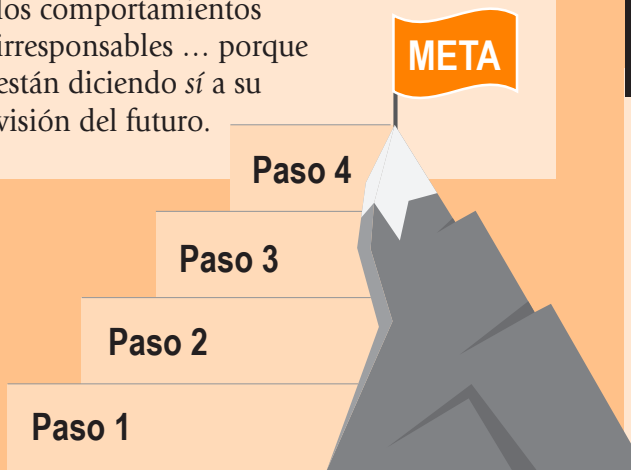 los comportamientos
irresponsables … porque
están diciendo sí a su
visión del futuro.
META
Paso 4
Paso 3
Paso 2
Paso 1